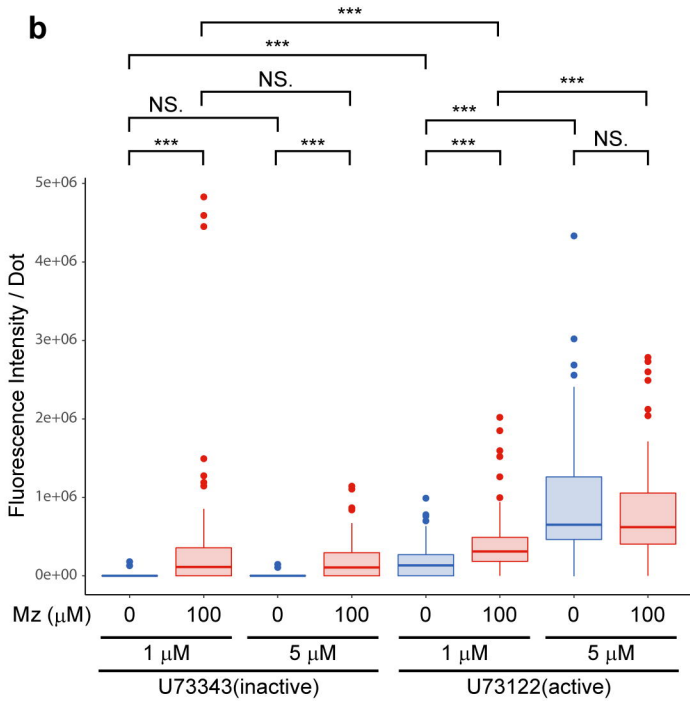 b
***
***
NS.
***
NS.
***
***
***
***
NS.
Fluorescence Intensity / Dot
5e+06
4e+06
3e+06
2e+06
1e+06
0e+00
Mz (μM) 0 100 0 100 0 100 0 100
1 μM 5 μM 1 μM 5 μM
U73343(inactive) U73122(active)